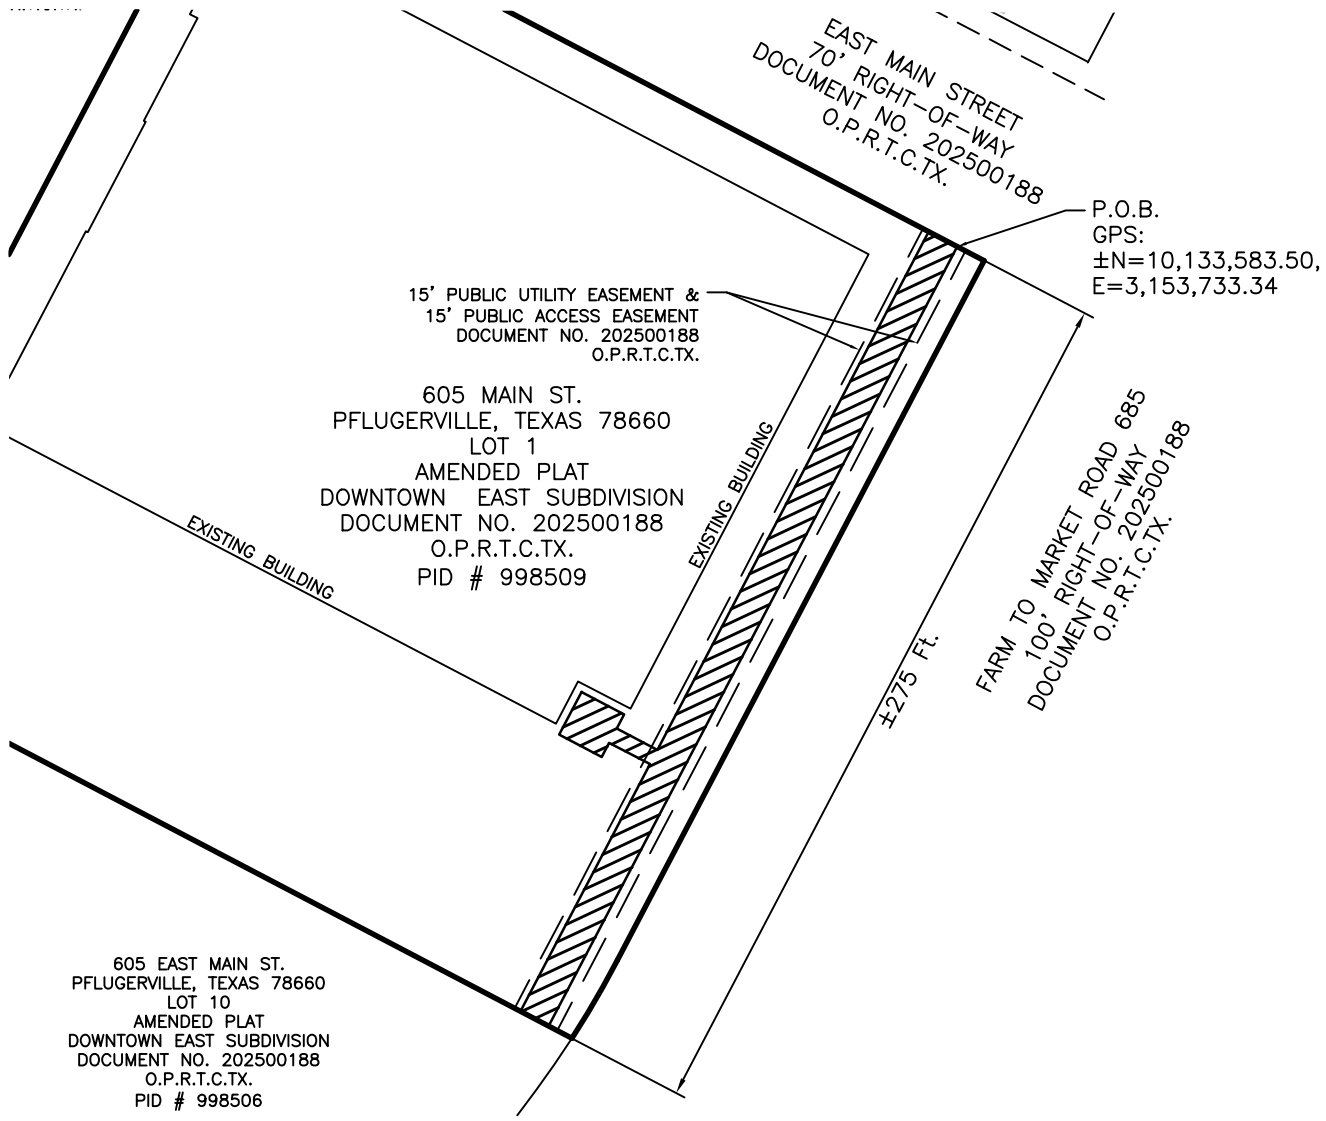 EAST MAIN STREET
70' RIGHT-OF-WAY
DOCUMENT NO. 202500188
O.P.R.T.C.TX.
P.O.B.
GPS:
±N=10,133,583.50,
E=3,153,733.34
15' PUBLIC UTILITY EASEMENT &
15' PUBLIC ACCESS EASEMENT
DOCUMENT NO. 202500188
O.P.R.T.C.TX.
605 MAIN ST.
PFLUGERVILLE, TEXAS 78660
LOT 1
AMENDED PLAT
DOWNTOWN EAST SUBDIVISION
DOCUMENT NO. 202500188
O.P.R.T.C.TX.
PID # 998509
EXISTING BUILDING
EXISTING BUILDING
FARM TO MARKET ROAD 685
100' RIGHT-OF-WAY
DOCUMENT NO. 202500188
O.P.R.T.C.TX.
±275 Ft.
605 EAST MAIN ST.
PFLUGERVILLE, TEXAS 78660
LOT 10
AMENDED PLAT
DOWNTOWN EAST SUBDIVISION
DOCUMENT NO. 202500188
O.P.R.T.C.TX.
PID # 998506